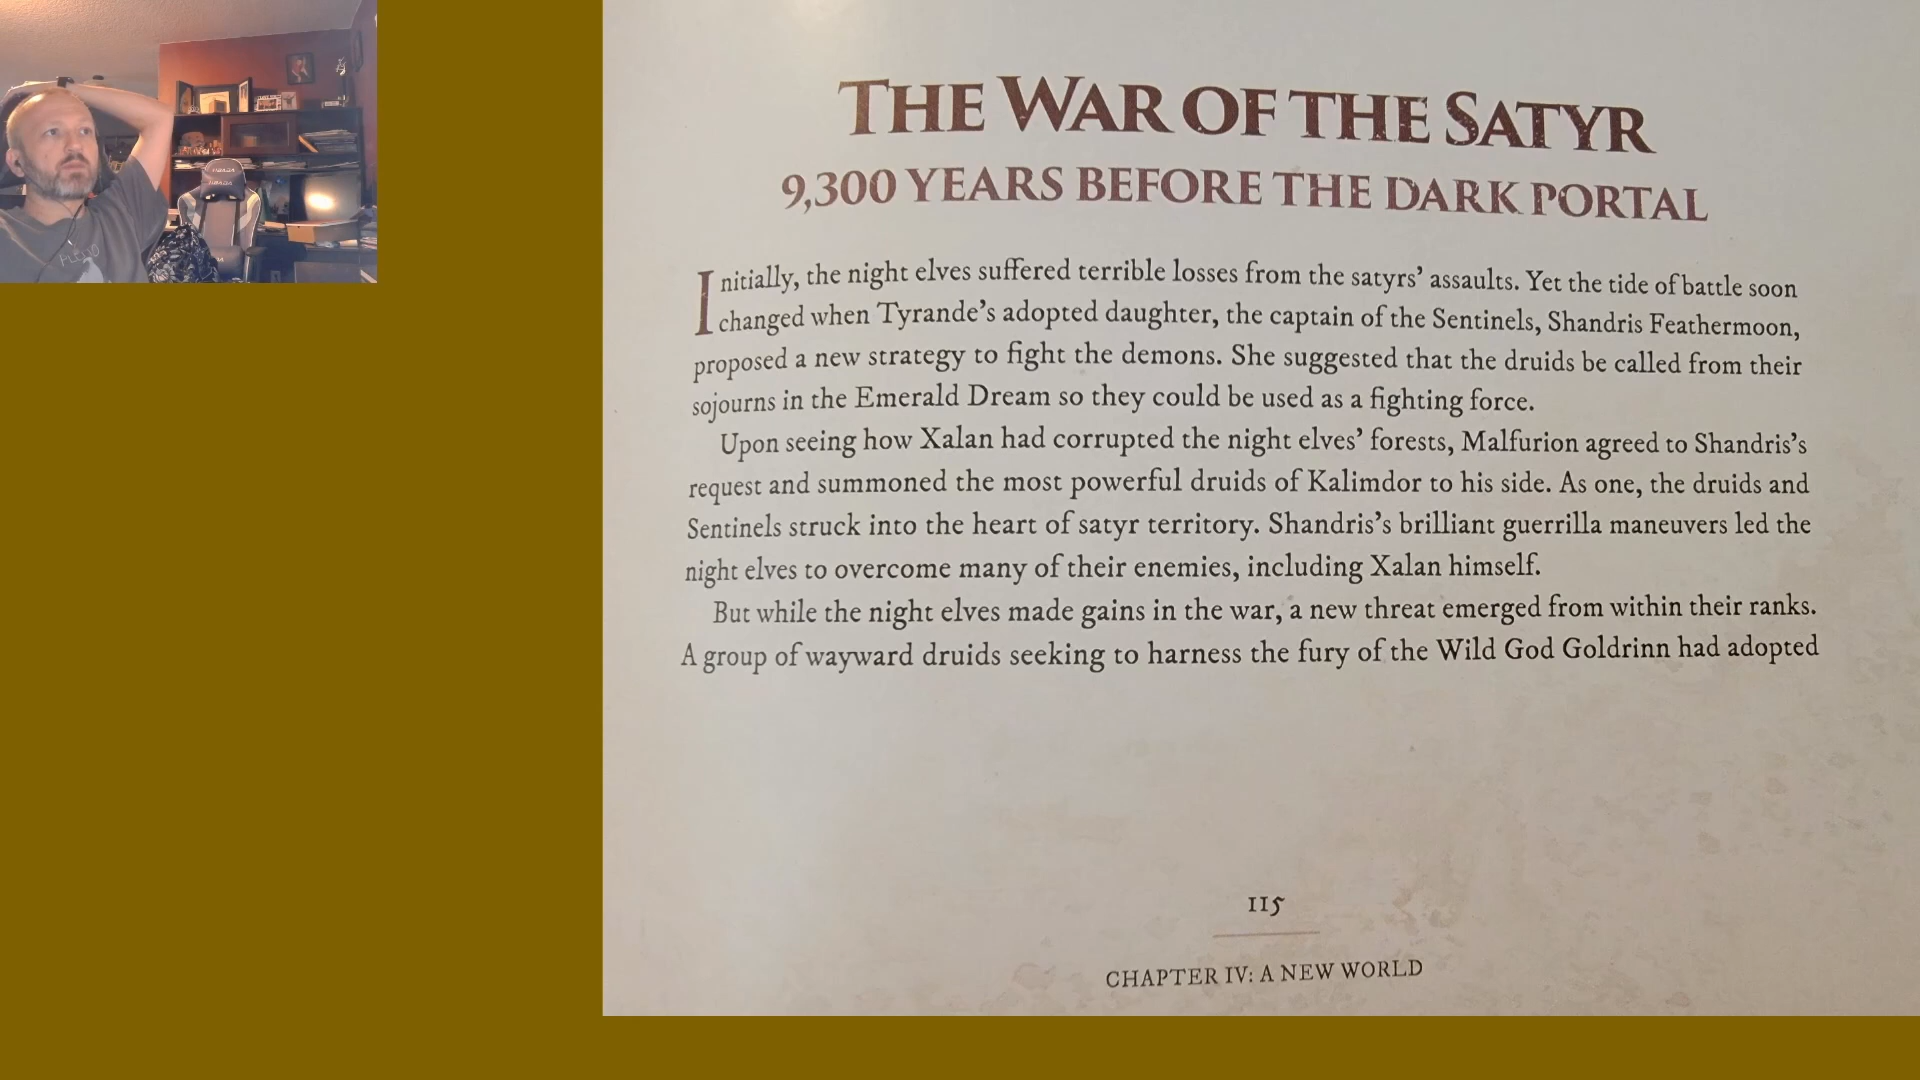 THE WAR OF THE SATYR
9,300 YEARS BEFORE THE DARK PORTAL
Initially, the night elves suffered terrible losses from the satyrs’ assaults. Yet the tide of battle soon
changed when Tyrande’s adopted daughter, the captain of the Sentinels, Shandris Feathermoon,
proposed a new strategy to fight the demons. She suggested that the druids be called from their
sojourns in the Emerald Dream so they could be used as a fighting force.
Upon seeing how Xalan had corrupted the night elves’ forests, Malfurion agreed to Shandris’s
request and summoned the most powerful druids of Kalimdor to his side. As one, the druids and
Sentinels struck into the heart of satyr territory. Shandris’s brilliant guerrilla maneuvers led the
night elves to overcome many of their enemies, including Xalan himself.
But while the night elves made gains in the war, a new threat emerged from within their ranks.
A group of wayward druids seeking to harness the fury of the Wild God Goldrinn had adopted
115
CHAPTER IV: A NEW WORLD